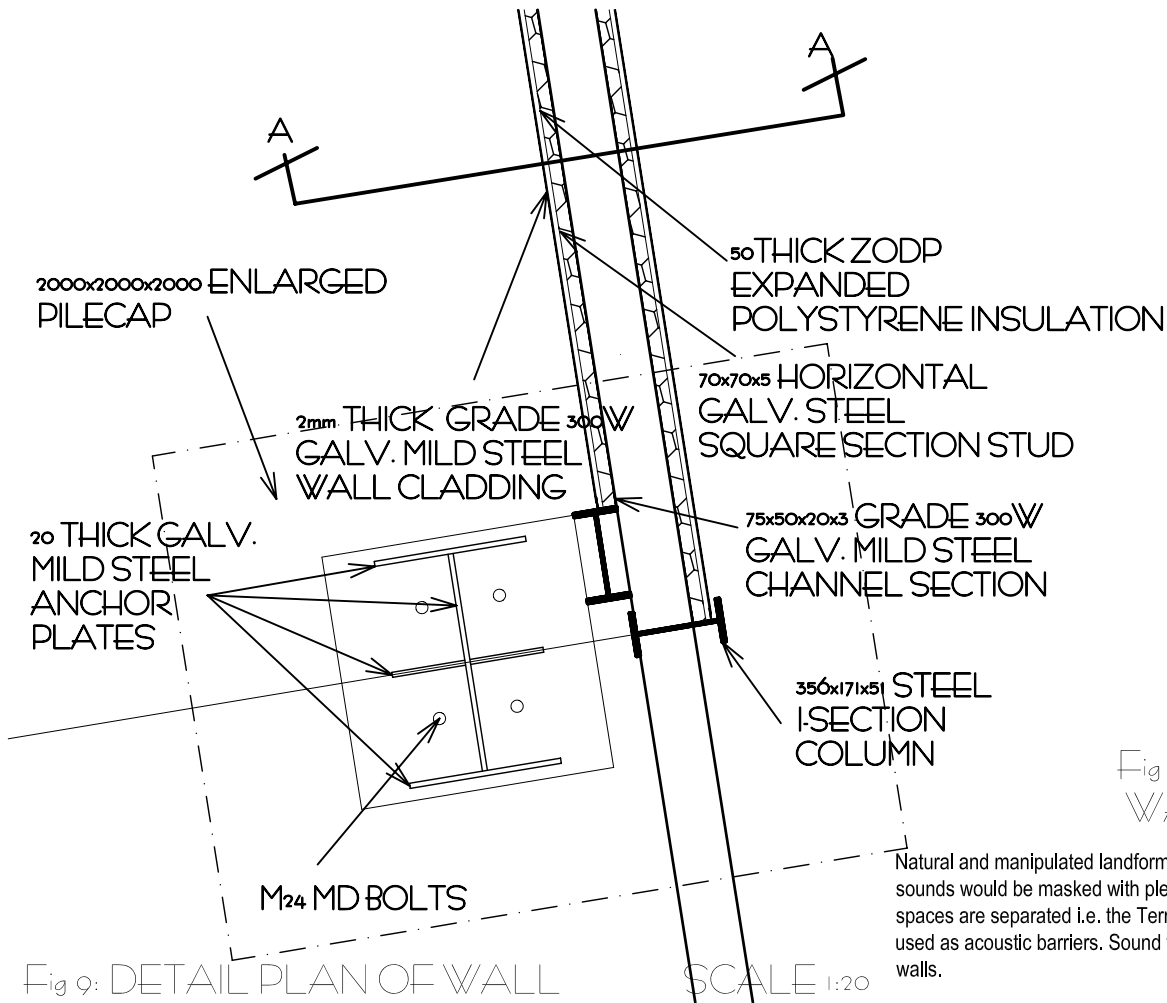 A
A
50 THICK ZODP
EXPANDED
POLYSTYRENE INSULATION
2000x2000x2000 ENLARGED
PILECAP
70x70x5 HORIZONTAL
GALV. STEEL
SQUARE SECTION STUD
2mm THICK GRADE 300W
GALV. MILD STEEL
WALL CLADDING
75x50x20x3 GRADE 300W
GALV. MILD STEEL
CHANNEL SECTION
20 THICK GALV.
MILD STEEL
ANCHOR
PLATES
356x171x51 STEEL
I-SECTION
COLUMN
M24 MD BOLTS
Fig
Natural and manipulated landform
sounds would be masked with
spaces are separated i.e. the
used as acoustic barriers. Sound
walls.
Fig 9: DETAIL PLAN OF WALL SCALE 1:20